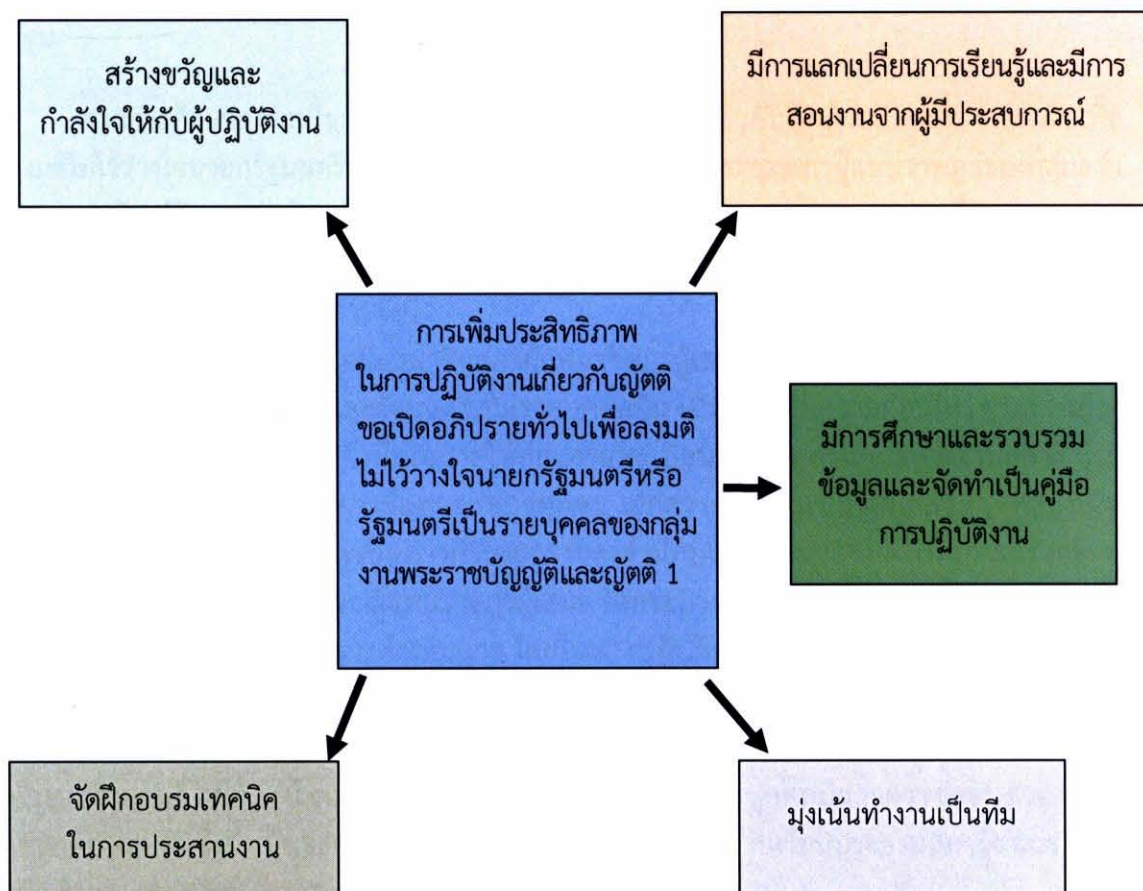 สร้างขวัญและ
กำลังใจให้กับผู้ปฏิบัติงาน
มีการแลกเปลี่ยนการเรียนรู้และมีการ
สอนงานจากผู้มีประสบการณ์
การเพิ่มประสิทธิภาพ
ในการปฏิบัติงานเกี่ยวกับญัตติ
ขอเปิดอภิปรายทั่วไปเพื่อลงมติ
ไม่ไว้วางใจนายกรัฐมนตรีหรือ
รัฐมนตรีเป็นรายบุคคลของกลุ่ม
งานพระราชบัญญัติและญัตติ 1
มีการศึกษาและรวบรวม
ข้อมูลและจัดทำเป็นคู่มือ
การปฏิบัติงาน
จัดฝึกอบรมเทคนิค
ในการประสานงาน
มุ่งเน้นทำงานเป็นทีม